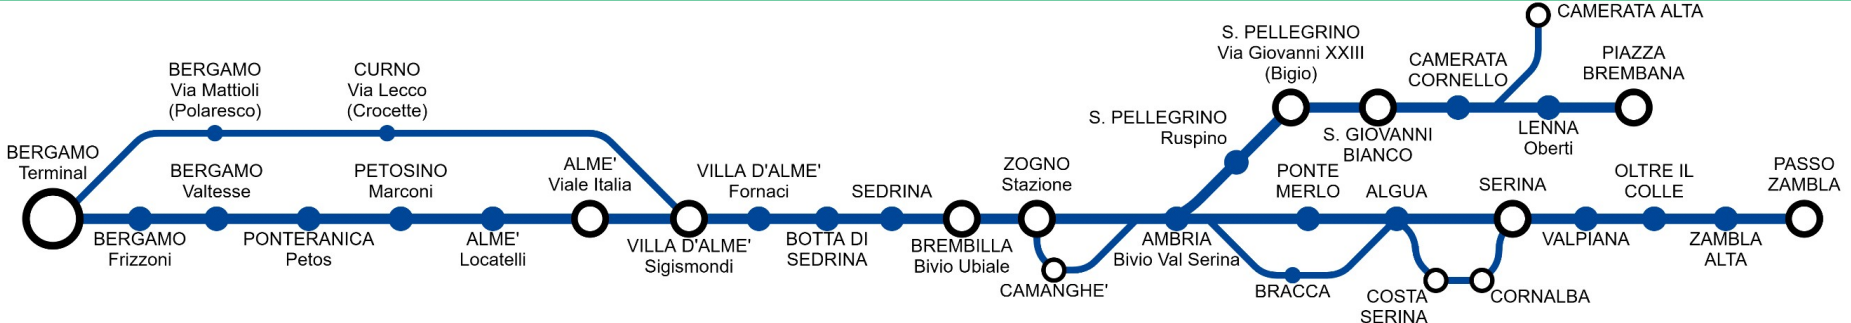 BERGAMO
Terminal
BERGAMO
Via Mattioli
(Polaresco)
CURNO
Via Lecco
(Crocette)
BERGAMO
Frizzoni
BERGAMO
Valtesse
PONTERANICA
Petos
PETOSINO
Marconi
ALME'
Locatelli
ALME'
Viale Italia
VILLA D'ALME'
Sigismondi
VILLA D'ALME'
Fornaci
BOTTA DI
SEDRINA
SEDRINA
BREMBILLA
Bivio Ubiale
ZOGNO
Stazione
CAMANGHE'
AMBRIA
Bivio Val Serina
S. PELLEGRINO
Ruspino
S. PELLEGRINO
Via Giovanni XXIII
(Bigio)
S. GIOVANNI
BIANCO
CAMERATA
CORNELLO
CAMERATA ALTA
LENNA
Oberti
PIAZZA
BREMBANA
PONTE
MERLO
BRACCA
ALGUA
COSTA
SERINA
CORNALBA
SERINA
VALPIANA
OLTRE IL
COLLE
ZAMBLA
ALTA
PASSO
ZAMBLA